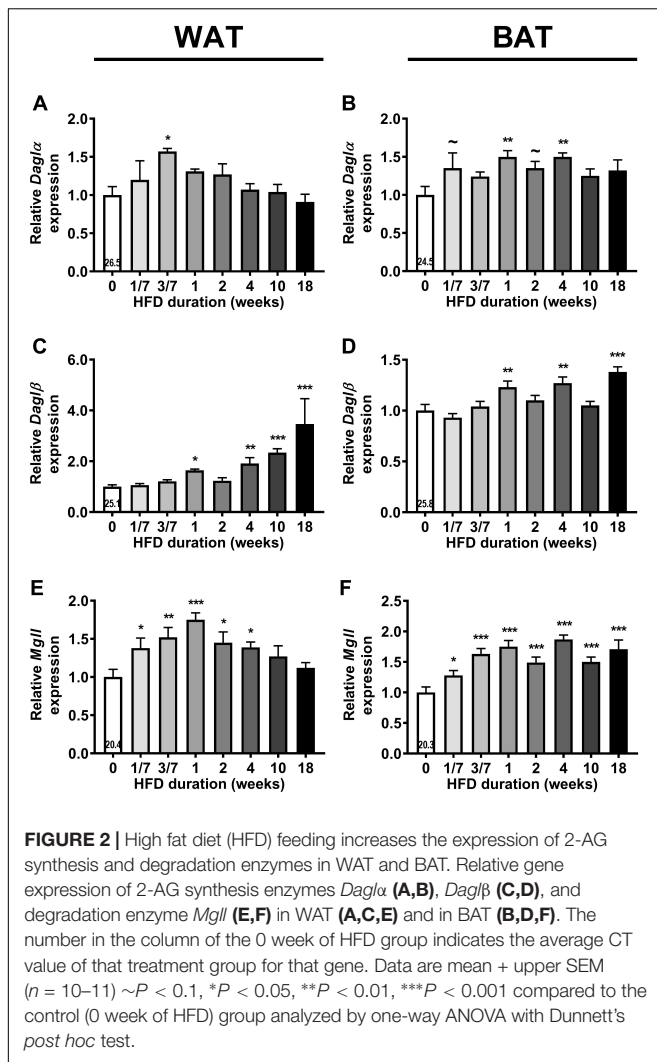 WAT
BAT
A
Relative Daglα
expression
2.0
1.5
1.0
0.5
0.0
26.5
*
0 1/7 3/7 1 2 4 10 18
HFD duration (weeks)
B
Relative Daglα
expression
2.0
1.5
1.0
0.5
0.0
24.5
~ ** ~ **
0 1/7 3/7 1 2 4 10 18
HFD duration (weeks)
C
Relative Daglβ
expression
6.0
4.0
2.0
0.0
25.1
* ** *** ***
0 1/7 3/7 1 2 4 10 18
HFD duration (weeks)
D
Relative Daglβ
expression
1.5
1.0
0.5
0.0
25.8
** ** ***
0 1/7 3/7 1 2 4 10 18
HFD duration (weeks)
E
Relative Mgll
expression
2.0
1.5
1.0
0.5
0.0
20.4
* ** *** * *
0 1/7 3/7 1 2 4 10 18
HFD duration (weeks)
F
Relative Mgll
expression
2.5
2.0
1.5
1.0
0.5
0.0
20.3
* *** *** *** *** *** ***
0 1/7 3/7 1 2 4 10 18
HFD duration (weeks)
FIGURE 2 | High fat diet (HFD) feeding increases the expression of 2-AG
synthesis and degradation enzymes in WAT and BAT. Relative gene
expression of 2-AG synthesis enzymes Daglα (A,B), Daglβ (C,D), and
degradation enzyme Mgll (E,F) in WAT (A,C,E) and in BAT (B,D,F). The
number in the column of the 0 week of HFD group indicates the average CT
value of that treatment group for that gene. Data are mean + upper SEM
(n = 10–11) ~P < 0.1, *P < 0.05, **P < 0.01, ***P < 0.001 compared to the
control (0 week of HFD) group analyzed by one-way ANOVA with Dunnett's
post hoc test.